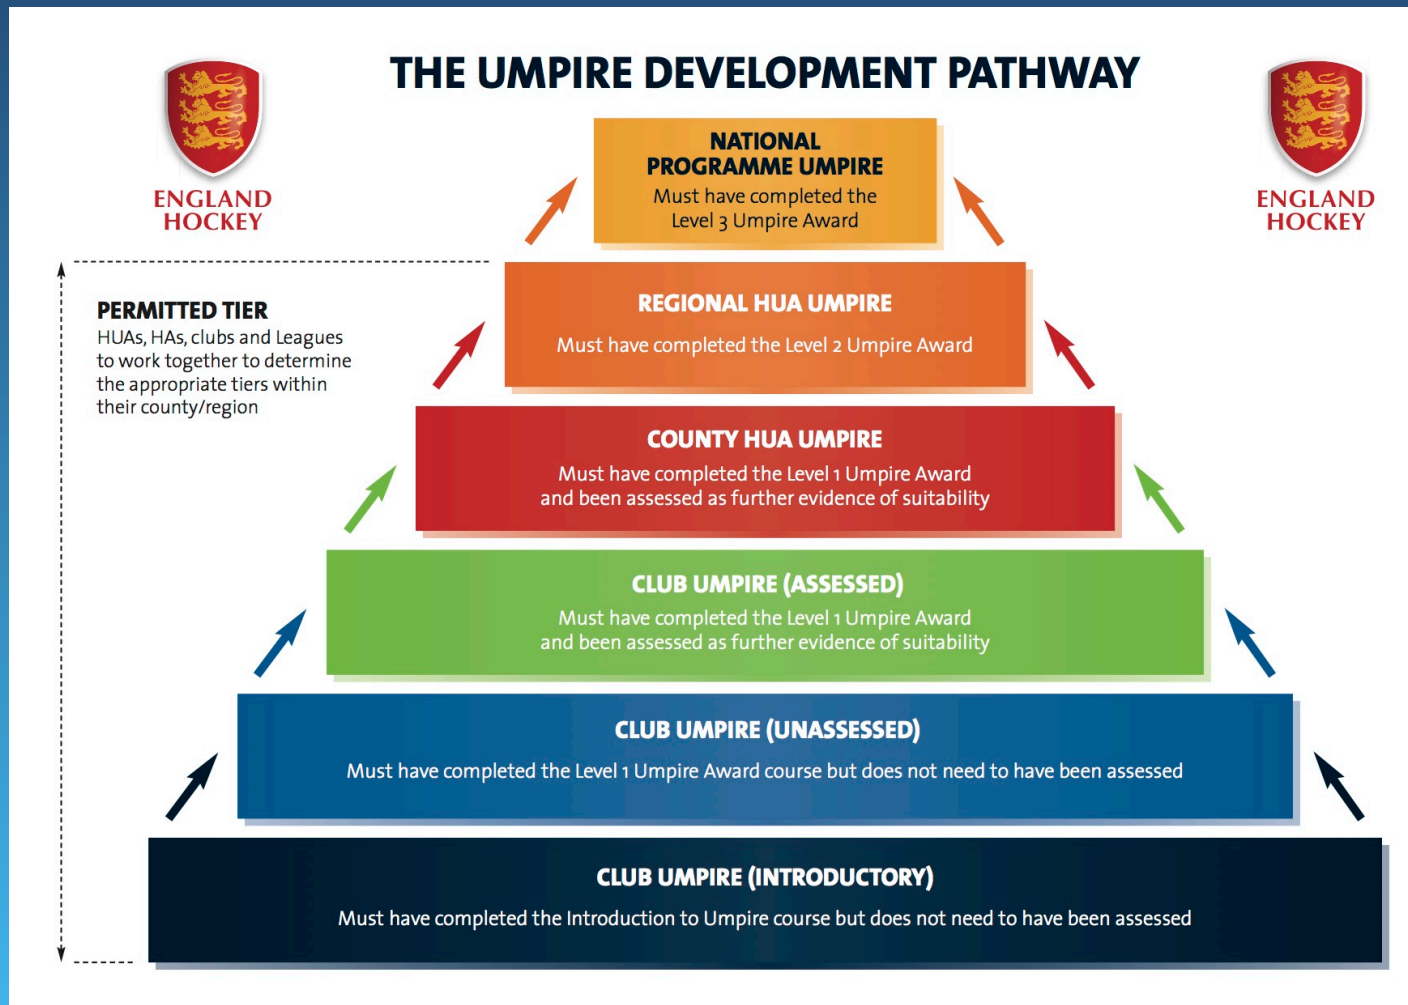 THE UMPIRE DEVELOPMENT PATHWAY
ENGLAND
HOCKEY
ENGLAND
HOCKEY
NATIONAL
PROGRAMME UMPIRE
Must have completed the
Level 3 Umpire Award
PERMITTED TIER
HUAs, HAs, clubs and Leagues
to work together to determine
the appropriate tiers within
their county/region
REGIONAL HUA UMPIRE
Must have completed the Level 2 Umpire Award
COUNTY HUA UMPIRE
Must have completed the Level 1 Umpire Award
and been assessed as further evidence of suitability
CLUB UMPIRE (ASSESSED)
Must have completed the Level 1 Umpire Award
and been assessed as further evidence of suitability
CLUB UMPIRE (UNASSESSED)
Must have completed the Level 1 Umpire Award course but does not need to have been assessed
CLUB UMPIRE (INTRODUCTORY)
Must have completed the Introduction to Umpire course but does not need to have been assessed